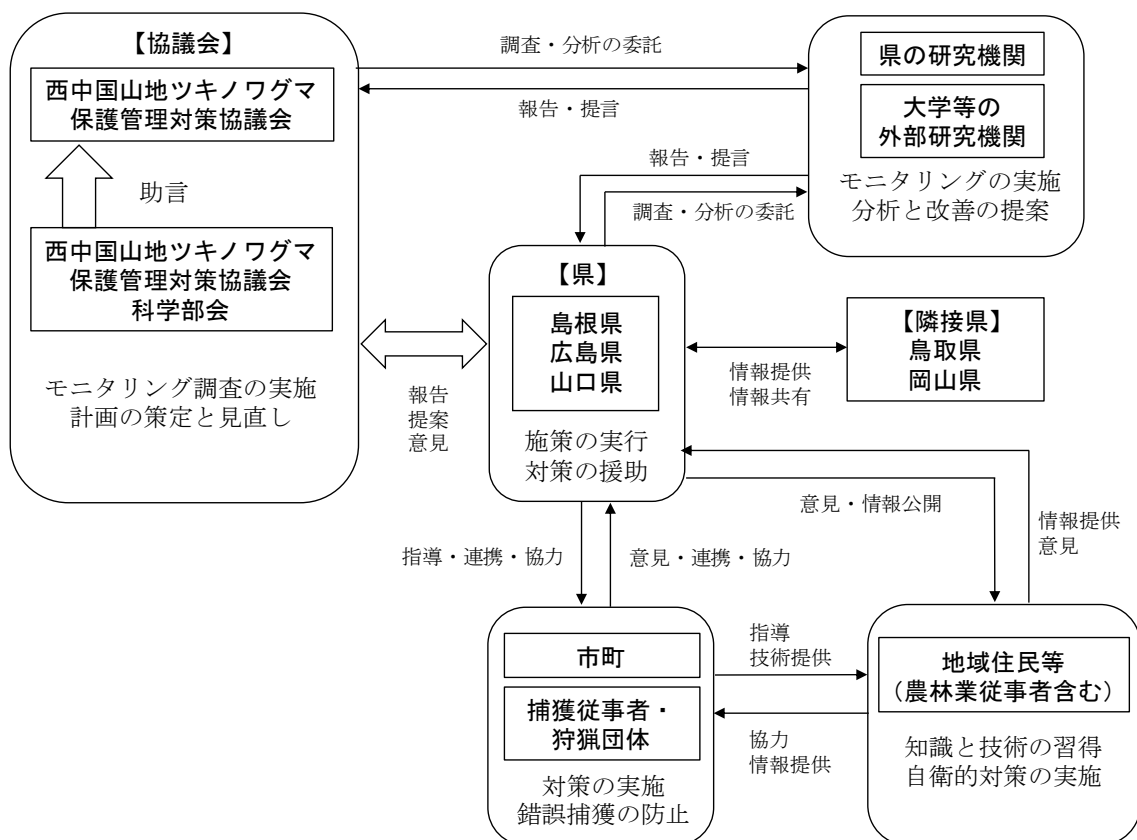 【協議会】
西中国山地ツキノワグマ
保護管理対策協議会
助言
西中国山地ツキノワグマ
保護管理対策協議会
科学部会
モニタリング調査の実施
計画の策定と見直し
調査・分析の委託
報告・提言
県の研究機関
大学等の
外部研究機関
モニタリングの実施
分析と改善の提案
報告・提言
調査・分析の委託
【県】
島根県
広島県
山口県
施策の実行
対策の援助
報告
提案
意見
【隣接県】
鳥取県
岡山県
情報提供
情報共有
意見・情報公開
情報提供
意見
指導・連携・協力
意見・連携・協力
市町
捕獲従事者・
狩猟団体
対策の実施
錯誤捕獲の防止
指導
技術提供
協力
情報提供
地域住民等
（農林業従事者含む）
知識と技術の習得
自衛的対策の実施